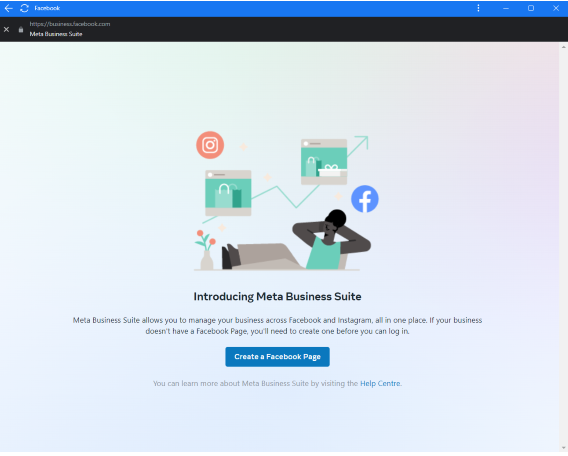 Facebook
https://business.facebook.com
Meta Business Suite
Introducing Meta Business Suite
Meta Business Suite allows you to manage your business across Facebook and Instagram, all in one place. If your business
doesn't have a Facebook Page, you'll need to create one before you can log in.
Create a Facebook Page
You can learn more about Meta Business Suite by visiting the Help Centre.